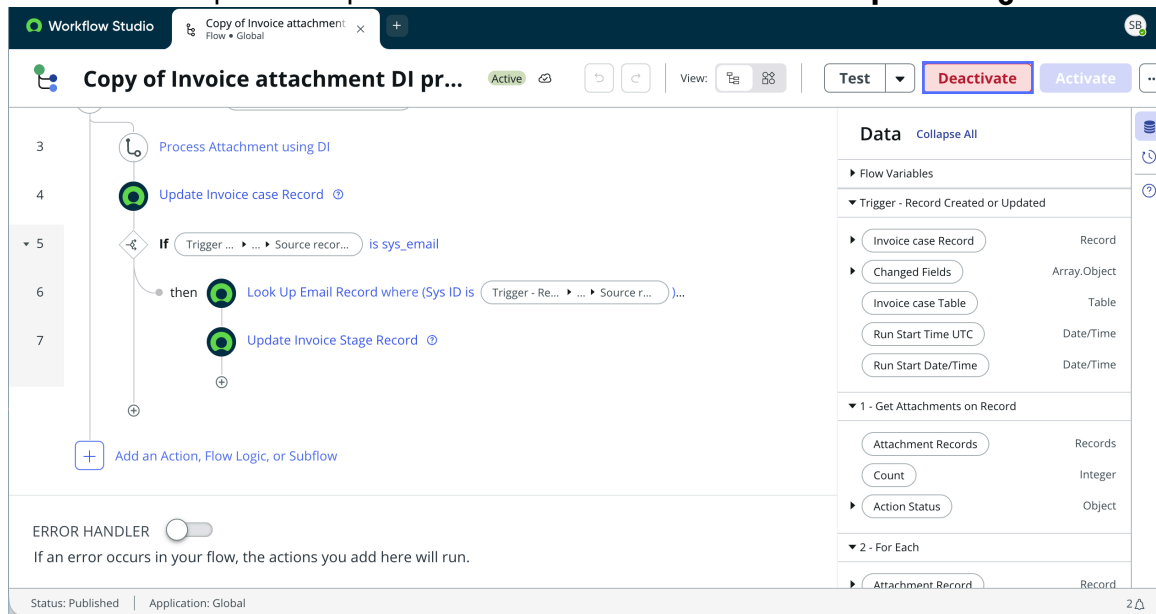 Workflow Studio
Copy of Invoice attachment
Flow • Global
SB
Copy of Invoice attachment DI pr...
Active
View:
Test
Deactivate
Activate
3
Process Attachment using DI
4
Update Invoice case Record
5
If Trigger ... ▸ ... ▸ Source recor... is sys_email
6
then Look Up Email Record where (Sys ID is Trigger - Re... ▸ ... ▸ Source r... )...
7
Update Invoice Stage Record
Add an Action, Flow Logic, or Subflow
ERROR HANDLER
If an error occurs in your flow, the actions you add here will run.
Data Collapse All
Flow Variables
Trigger - Record Created or Updated
Invoice case Record Record
Changed Fields Array.Object
Invoice case Table Table
Run Start Time UTC Date/Time
Run Start Date/Time Date/Time
1 - Get Attachments on Record
Attachment Records Records
Count Integer
Action Status Object
2 - For Each
Attachment Record Record
Status: Published Application: Global
2